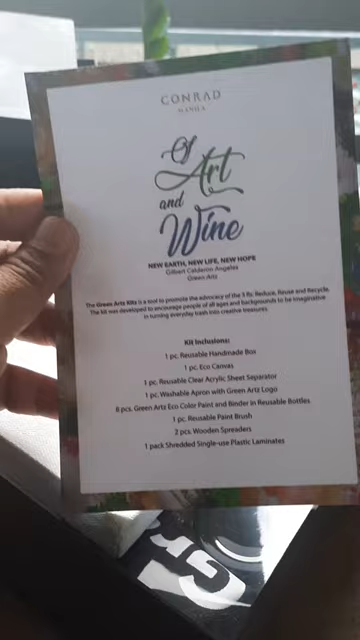 CONRAD
MANILA
Of
Art
and
Wine
NEW EARTH, NEW LIFE, NEW HOPE
Gilbert Calderon Angeles
Green Artz
The Green Arts Kits is a tool to promote the advocacy of the 3 Rs: Reduce, Reuse and Recycle.
The kit was developed to encourage people of all ages and backgrounds to be imaginative
in turning everyday trash into creative treasures.
Kit Inclusions:
1 pc. Reusable Handmade Box
1 pc. Eco Canvas
1 pc. Reusable Clear Acrylic Sheet Separator
1 pc. Washable Apron with Green Artz Logo
8 pcs. Green Artz Eco Color Paint and Binder in Reusable Bottles
1 pc. Reusable Paint Brush
2 pcs. Wooden Spreaders
1 pack Shredded Single-use Plastic Laminates